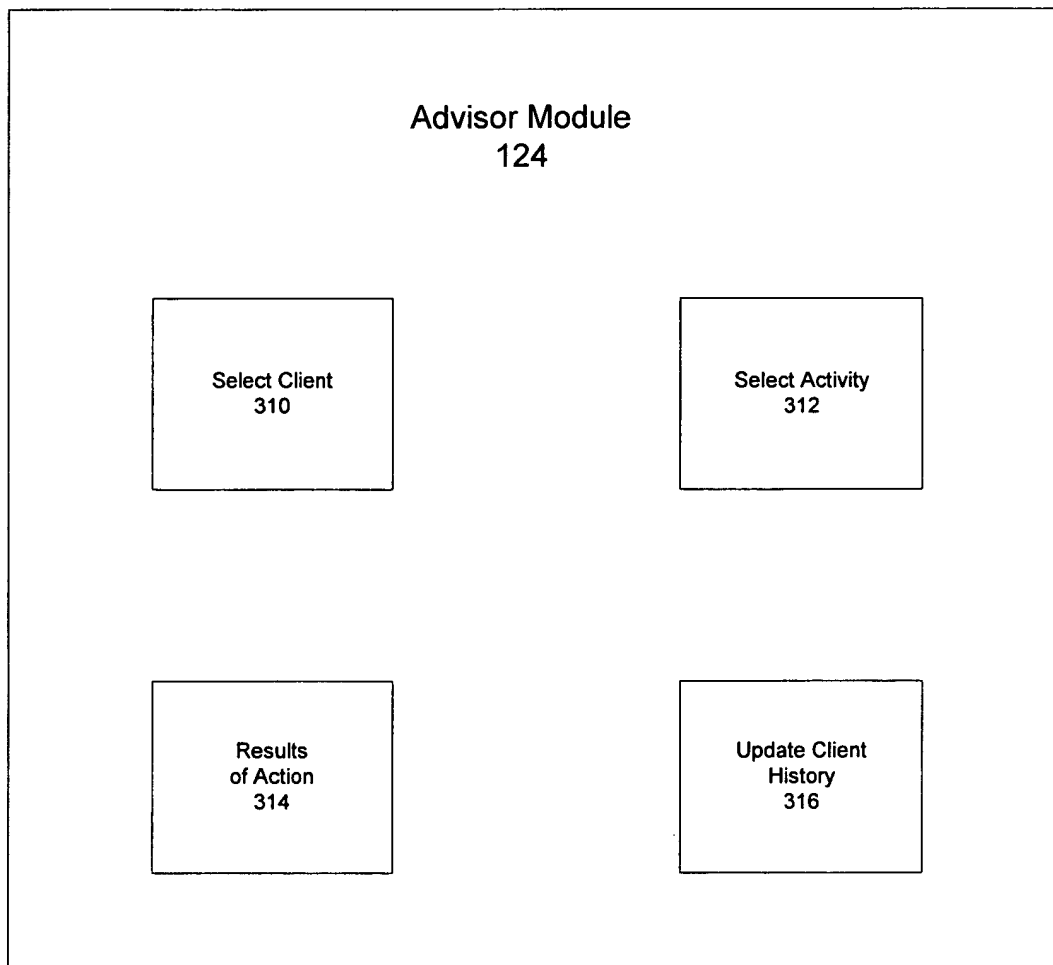 Advisor Module
124
Select Client
310
Select Activity
312
Results
of Action
314
Update Client
History
316